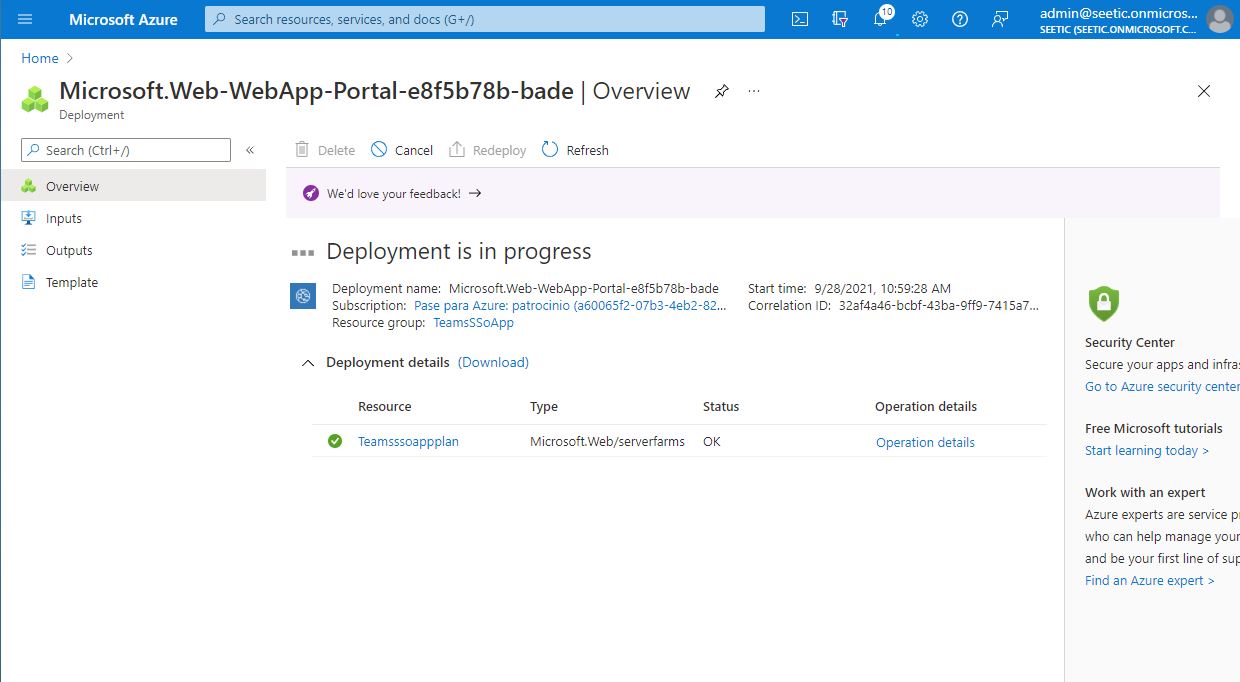 Microsoft Azure
Search resources, services, and docs (G+/)
10
admin@seetic.onmicros...
SEETIC (SEETIC.ONMICROSOFT.C...
Home >
Microsoft.Web-WebApp-Portal-e8f5b78b-bade | Overview
Deployment
Search (Ctrl+/)
«
Delete
Cancel
Redeploy
Refresh
Overview
Inputs
Outputs
Template
We'd love your feedback! →
Deployment is in progress
Deployment name: Microsoft.Web-WebApp-Portal-e8f5b78b-bade
Subscription: Pase para Azure: patrocinio (a60065f2-07b3-4eb2-82...
Resource group: TeamsSSoApp
Start time: 9/28/2021, 10:59:28 AM
Correlation ID: 32af4a46-bcbf-43ba-9ff9-7415a7...
Deployment details (Download)
Resource Type Status Operation details
Teamsssoappplan Microsoft.Web/serverfarms OK Operation details
Security Center
Secure your apps and infras
Go to Azure security center
Free Microsoft tutorials
Start learning today >
Work with an expert
Azure experts are service p
who can help manage your
and be your first line of sup
Find an Azure expert >